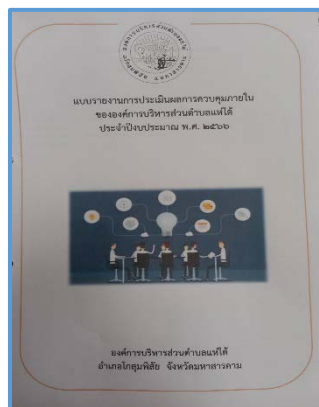 แบบรายงานการประเมินผลการควบคุมภายใน
ขององค์การบริหารส่วนตำบลแห่ใต้
ประจำปีงบประมาณ พ.ศ. ๒๕๖๖
องค์การบริหารส่วนตำบลแห่ใต้
อำเภอโกสุมพิสัย จังหวัดมหาสารคาม